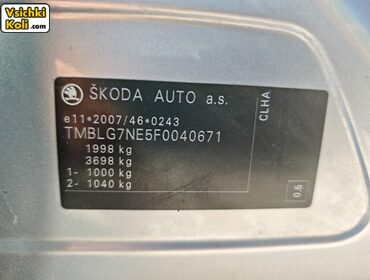 Vsichki
Koli.com
ŠKODA AUTO a.s.
e11*2007/46*0243
TMBLG7NE5F0040671
1998 kg
3698 kg
1- 1000 kg
2- 1040 kg
CLHA
0.5